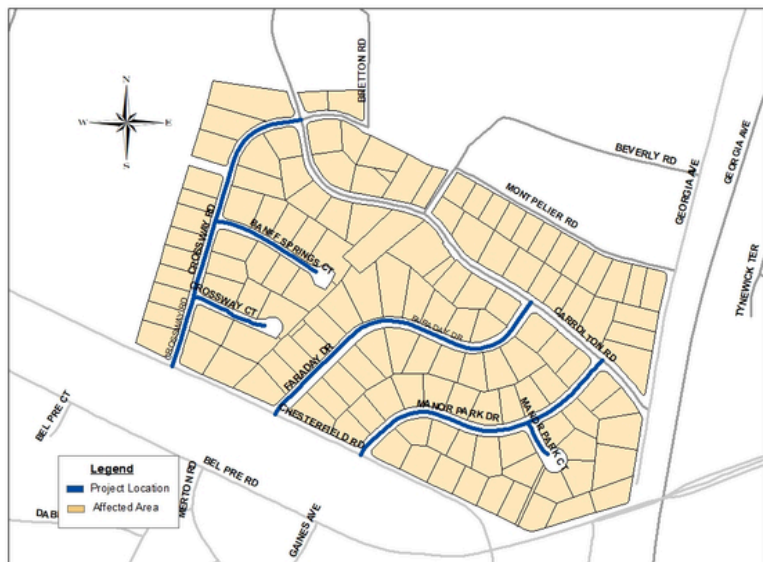 BRETTON RD
N
W
E
S
BEVERLY RD
GEORGIA AVE
GEORGIA AVE
MONTPELIER RD
CROSSWAY RD
BANFF SPRINGS CT
TYNEWICK TER
CROSSWAY CT
CROSSWAY RD
FARADAY DR
CARROLTON RD
FARADAY DR
MANOR PARK DR
MANOR PARK CT
CHESTERFIELD RD
BEL PRE CT
BEL PRE RD
MERTON RD
GAINES AVE
Legend
Project Location
Affected Area
DAB